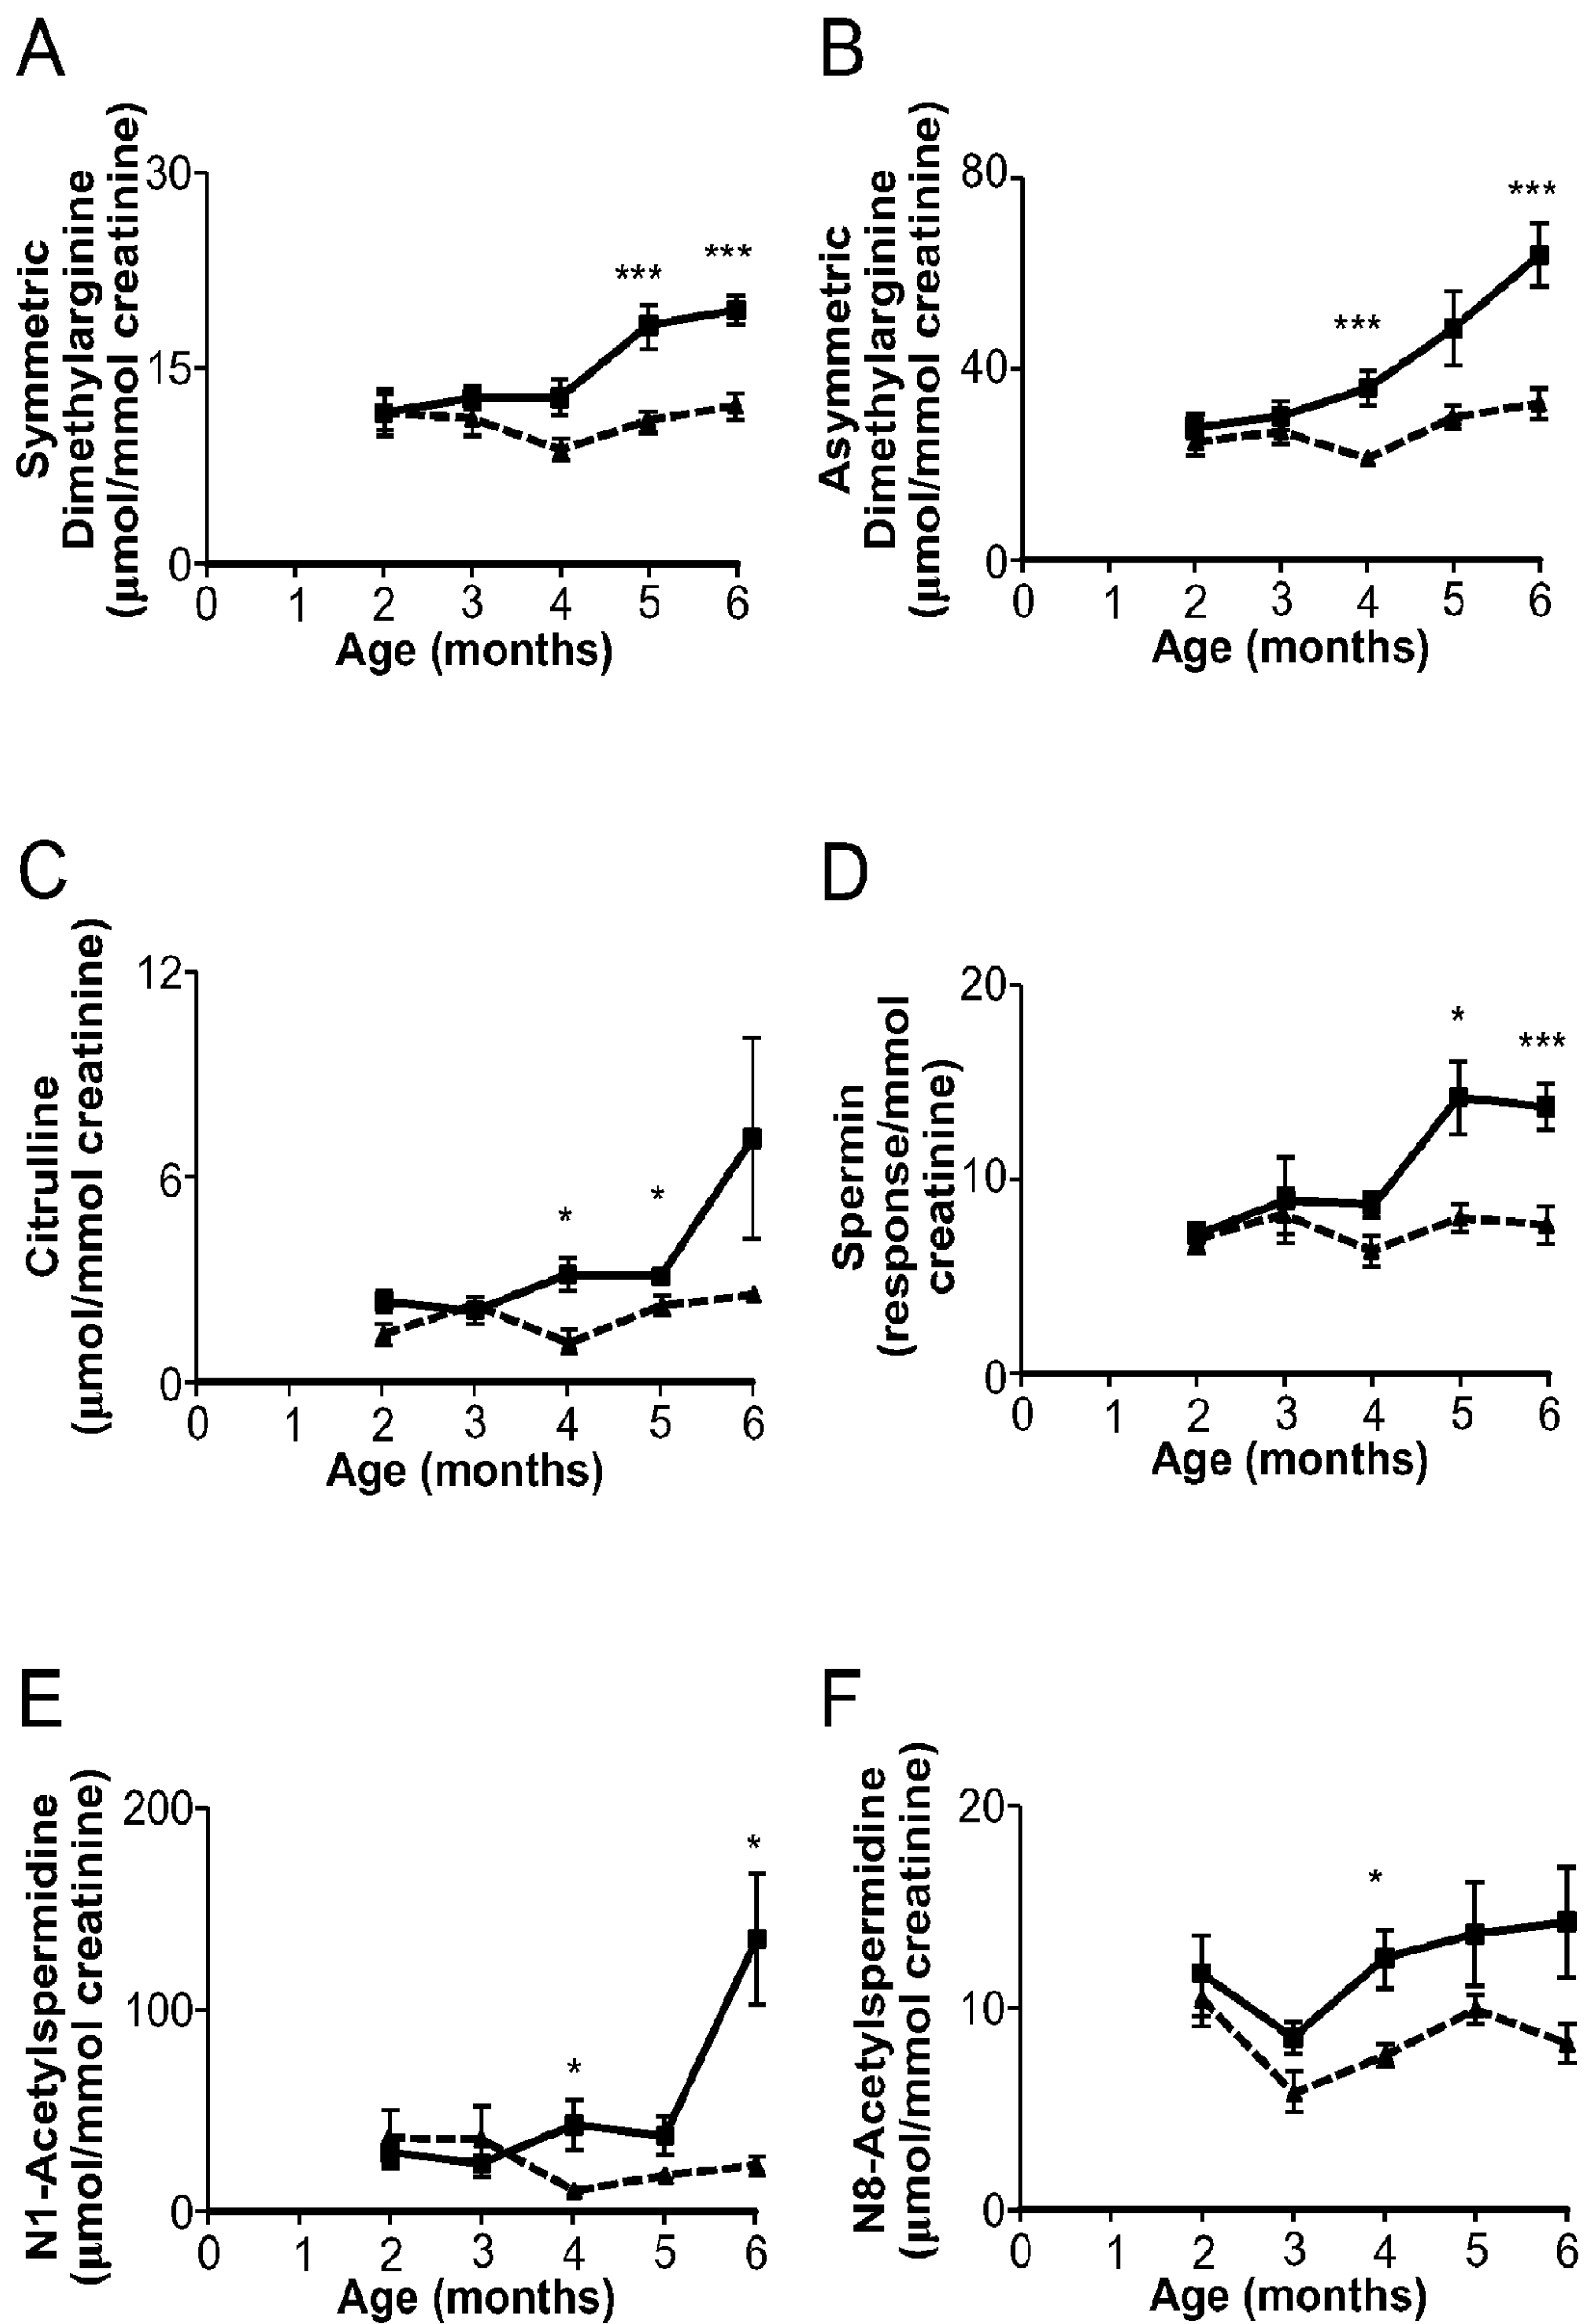 A
Symmetric
Dimethylarginine
(µmol/mmol creatinine)
30
15
0
***
***
0 1 2 3 4 5 6
Age (months)
B
Asymmetric
Dimethylarginine
(µmol/mmol creatinine)
80
40
0
***
***
0 1 2 3 4 5 6
Age (months)
C
Citrulline
(µmol/mmol creatinine)
12
6
0
*
*
0 1 2 3 4 5 6
Age (months)
D
Spermin
(response/mmol
creatinine)
20
10
0
*
***
0 1 2 3 4 5 6
Age (months)
E
N1-Acetylspermidine
(µmol/mmol creatinine)
200
100
0
*
*
0 1 2 3 4 5 6
Age (months)
F
N8-Acetylspermidine
(µmol/mmol creatinine)
20
10
0
*
0 1 2 3 4 5 6
Age (months)